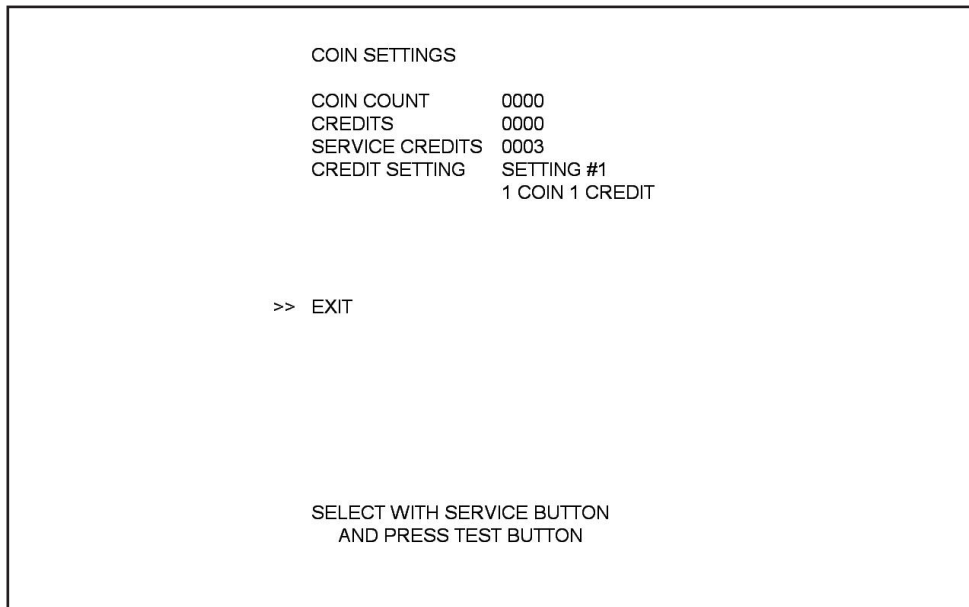 COIN SETTINGS
COIN COUNT 0000
CREDITS 0000
SERVICE CREDITS 0003
CREDIT SETTING SETTING #1
1 COIN 1 CREDIT
>> EXIT
SELECT WITH SERVICE BUTTON
AND PRESS TEST BUTTON